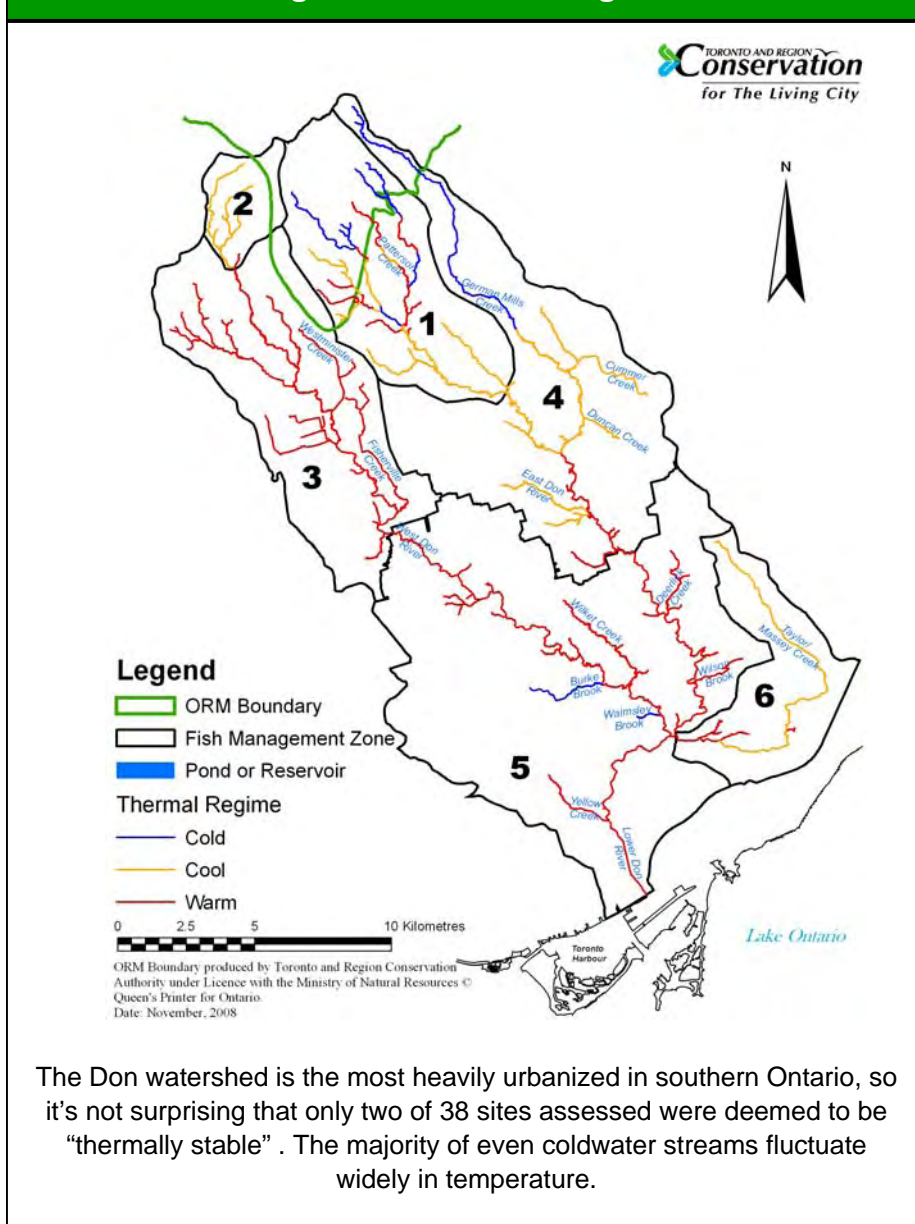 TORONTO AND REGION
Conservation
for The Living City
N
2
Patterson
Creek
1
German Mills
Creek
Westminister
Creek
Cummer
Creek
4
Duncan Creek
Fisherville
Creek
3
East Don
River
West Don
River
Deerlick
Creek
Wilket Creek
Taylor/
Massey Creek
Wilson
Brook
Burke
Brook
6
Walmsley
Brook
5
Yellow
Creek
Lower Don
River
Legend
ORM Boundary
Fish Management Zone
Pond or Reservoir
Thermal Regime
Cold
Cool
Warm
0 2.5 5 10 Kilometres
Toronto
Harbour
Lake Ontario
ORM Boundary produced by Toronto and Region Conservation
Authority under Licence with the Ministry of Natural Resources ©
Queen's Printer for Ontario.
Date: November, 2008
The Don watershed is the most heavily urbanized in southern Ontario, so
it's not surprising that only two of 38 sites assessed were deemed to be
“thermally stable” . The majority of even coldwater streams fluctuate
widely in temperature.